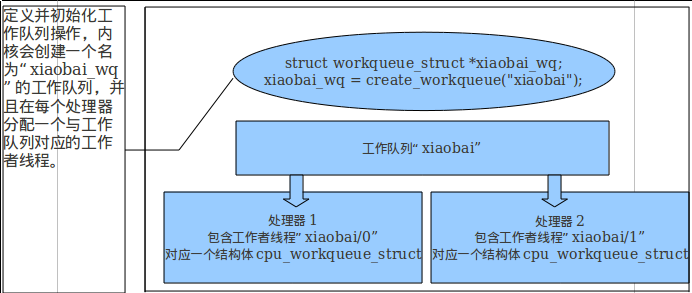 定义并初始化工
作队列操作，内
核会创建一个名
为“xiaobai_wq
”的工作队列，并
且在每个处理器
分配一个与工作
队列对应的工作
者线程。
struct workqueue_struct *xiaobai_wq;
xiaobai_wq = create_workqueue("xiaobai");
工作队列“xiaobai”
处理器 1
包含工作者线程”xiaobai/0”
对应一个结构体 cpu_workqueue_struct
处理器 2
包含工作者线程”xiaobai/1”
对应一个结构体 cpu_workqueue_struct